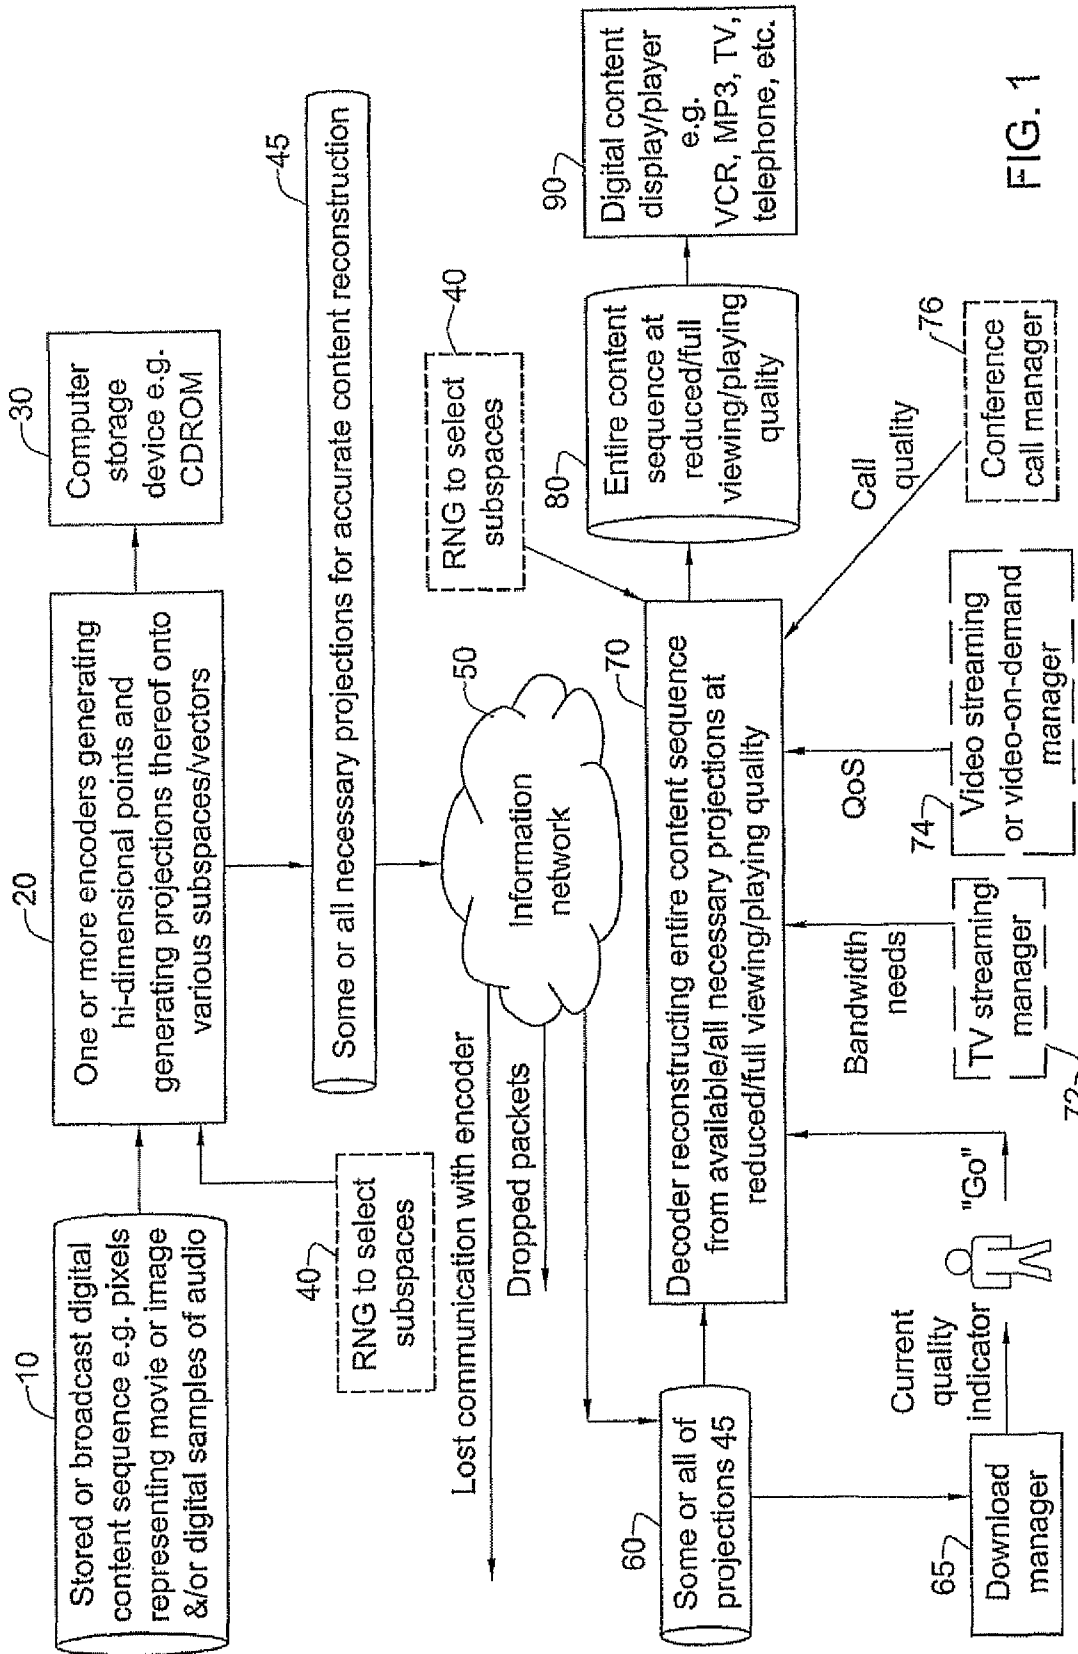 10
Stored or broadcast digital
content sequence e.g. pixels
representing movie or image
&/or digital samples of audio
20
One or more encoders generating
hi-dimensional points and
generating projections thereof onto
various subspaces/vectors
30
Computer
storage
device e.g.
CDROM
40
RNG to select
subspaces
45
Some or all necessary projections for accurate content reconstruction
Lost communication with encoder
Dropped packets
50
Information
network
40
RNG to select
subspaces
60
Some or all of
projections 45
70
Decoder reconstructing entire content sequence
from available/all necessary projections at
reduced/full viewing/playing quality
80
Entire content
sequence at
reduced/full
viewing/playing
quality
90
Digital content
display/player
e.g.
VCR, MP3, TV,
telephone, etc.
65
Download
manager
Current
quality
indicator
"Go"
Bandwidth
needs
72
TV streaming
manager
QoS
74
Video streaming
or video-on-demand
manager
Call
quality
76
Conference
call manager
FIG. 1